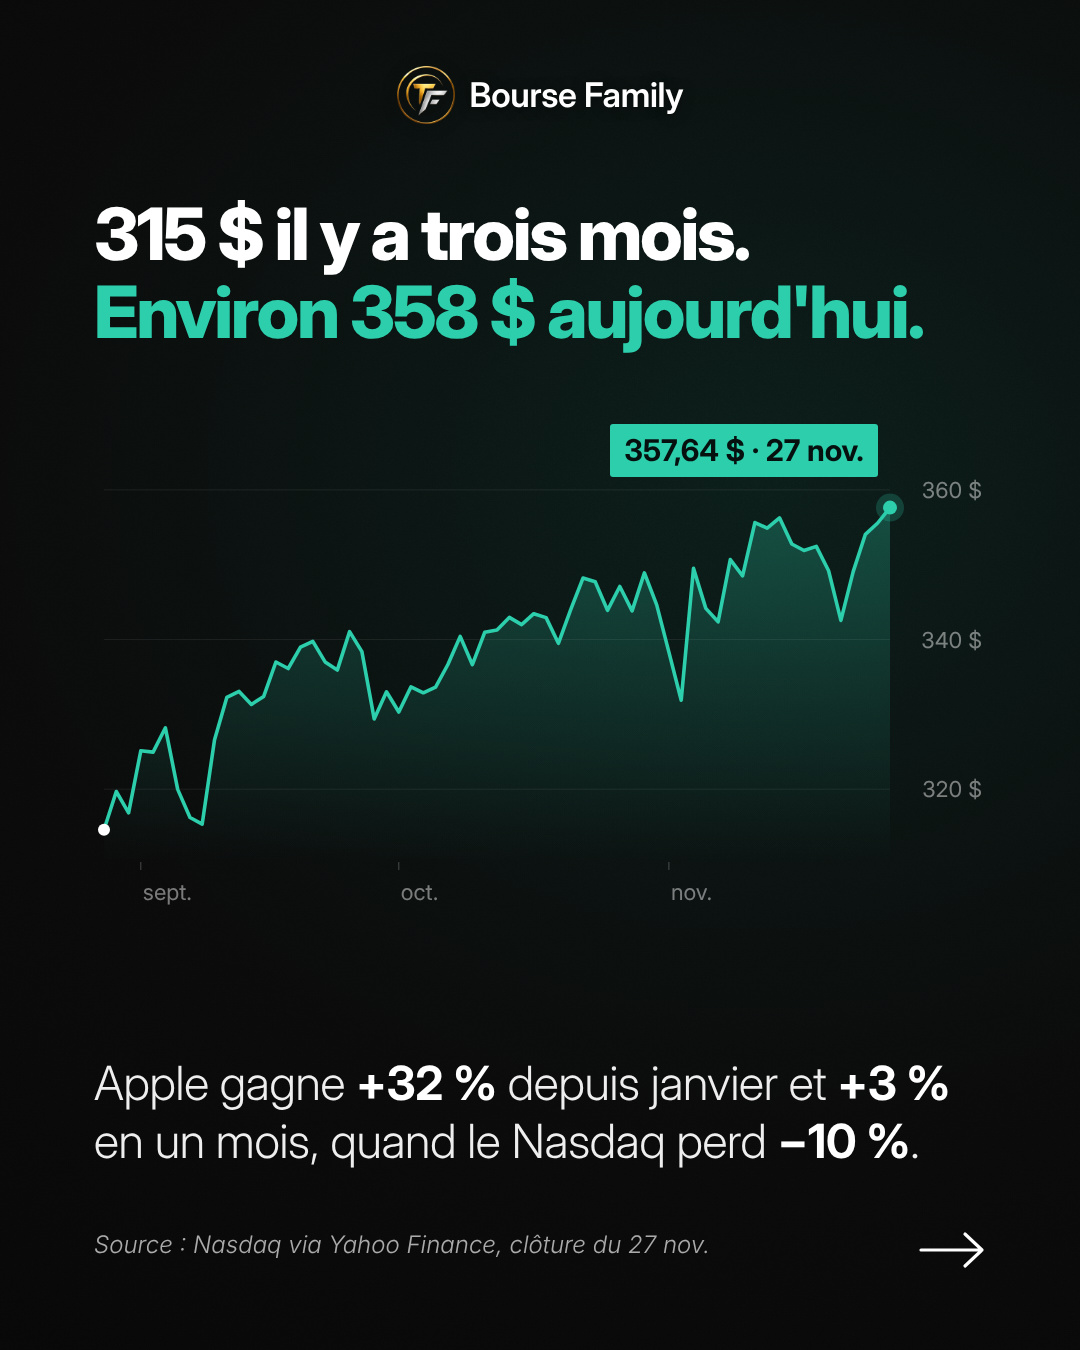 TF Bourse Family
315 $ il y a trois mois.
Environ 358 $ aujourd'hui.
357,64 $ · 27 nov.
360 $
340 $
320 $
sept. oct. nov.
Apple gagne +32 % depuis janvier et +3 %
en un mois, quand le Nasdaq perd −10 %.
Source : Nasdaq via Yahoo Finance, clôture du 27 nov.